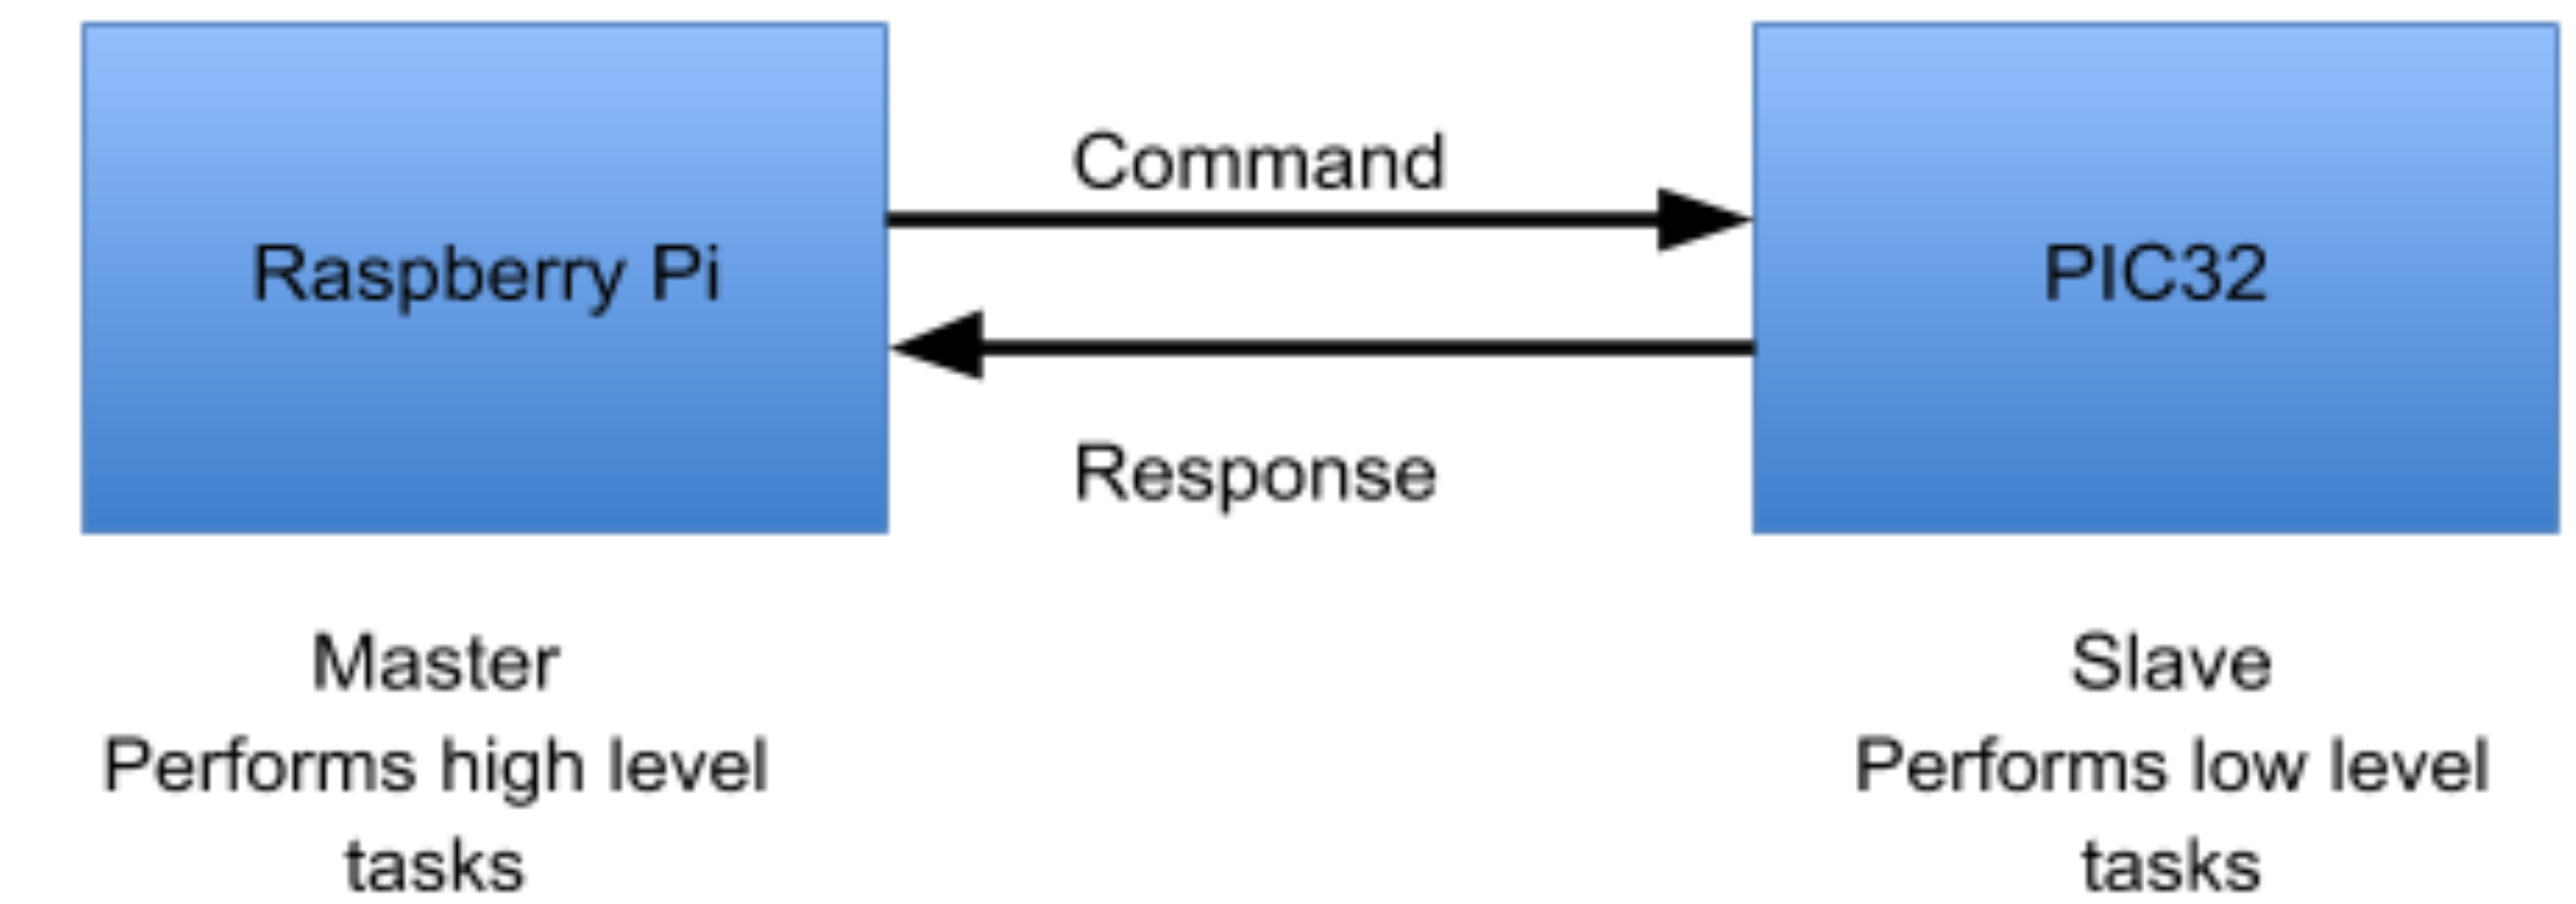 Command
Raspberry Pi
PIC32
Response
Master
Performs high level
tasks
Slave
Performs low level
tasks